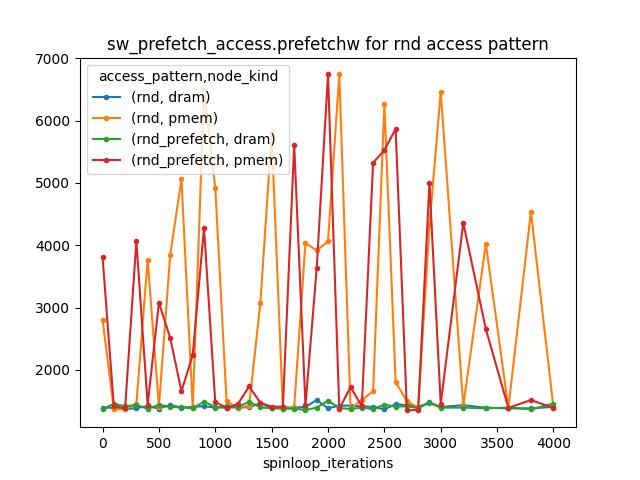 sw_prefetch_access.prefetchw for rnd access pattern
7000
6000
5000
4000
3000
2000
access_pattern,node_kind
(rnd, dram)
(rnd, pmem)
(rnd_prefetch, dram)
(rnd_prefetch, pmem)
0 500 1000 1500 2000 2500 3000 3500 4000
spinloop_iterations